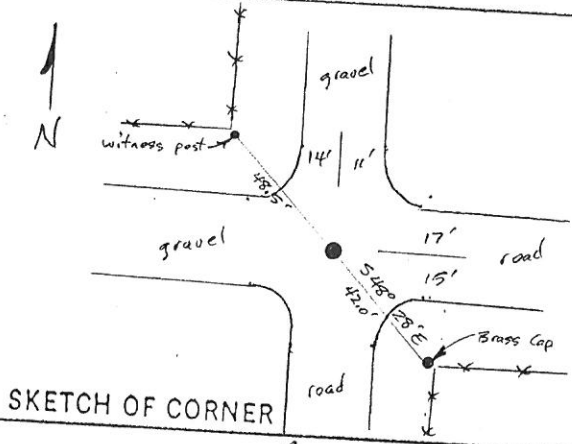 gravel
N
witness post
14' 11'
48.5'
17'
gravel
road
15'
S48°28'E
42.0'
Brass Cap
road
SKETCH OF CORNER